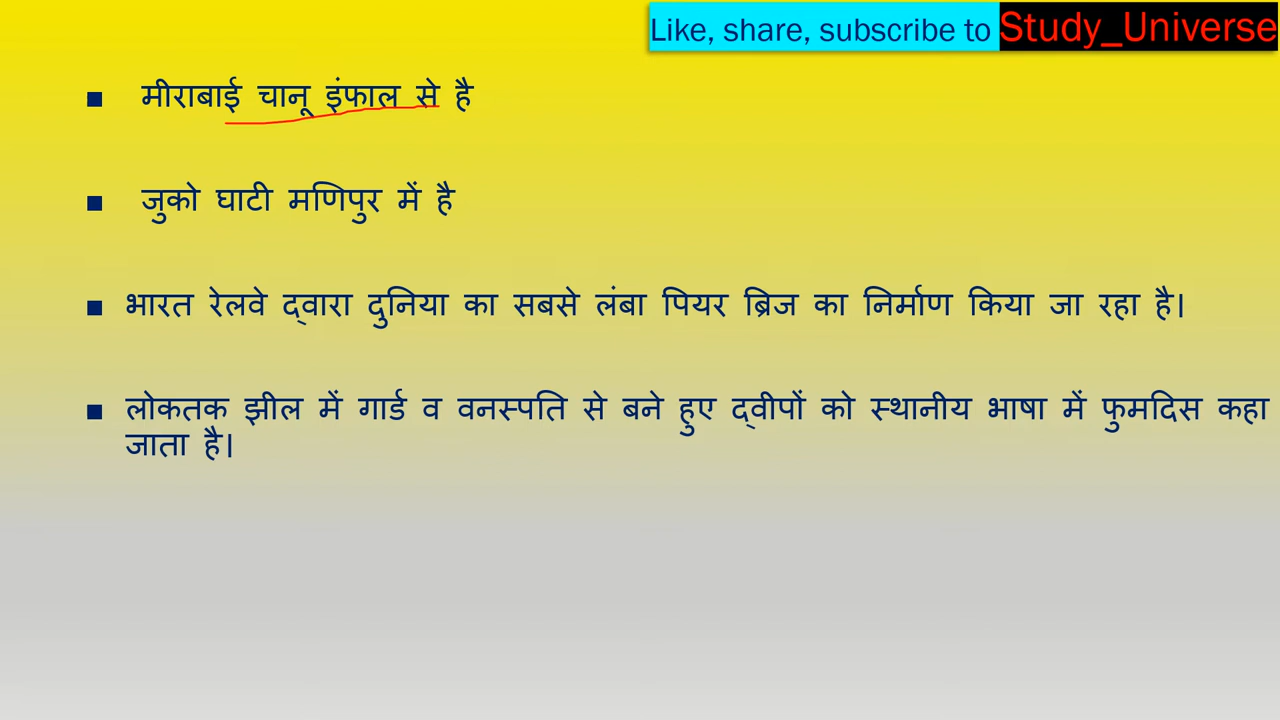 Like, share, subscribe to Study_Universe
▪ मीराबाई चानू इंफाल से है
▪ जुको घाटी मणिपुर में है
▪ भारत रेलवे द्वारा दुनिया का सबसे लंबा पियर ब्रिज का निर्माण किया जा रहा है।
▪ लोकतक झील में गार्ड व वनस्पति से बने हुए द्वीपों को स्थानीय भाषा में फुमदिस कहा
जाता है।